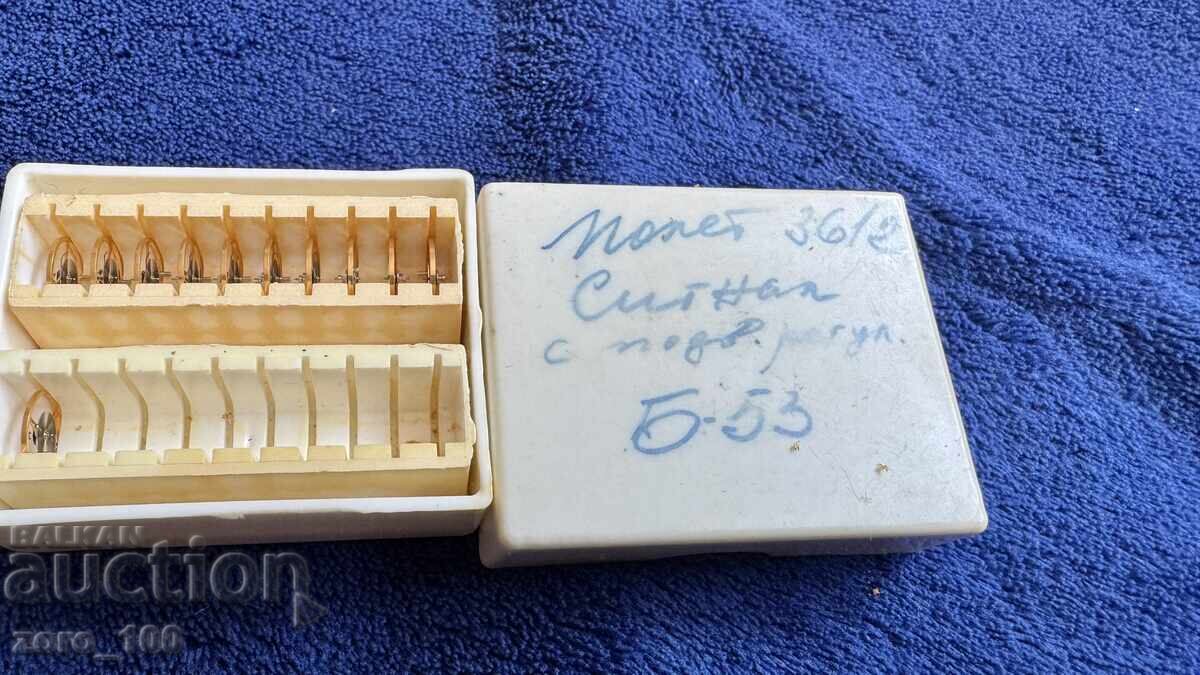 Полет 36/2
Сигнал
с подв. регул.
Б-53
BALKAN
auction
zoro_100